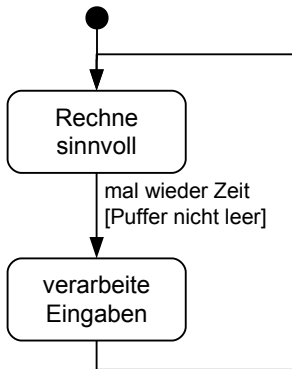 Rechne
sinnvoll
mal wieder Zeit
[Puffer nicht leer]
verarbeite
Eingaben